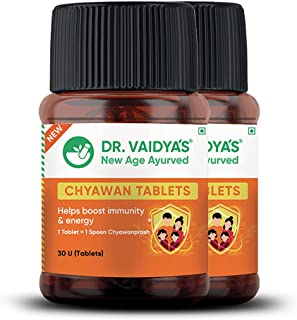 NEW
DR. VAIDYA'S
New Age Ayurved
CHYAWAN TABLETS
Helps boost immunity
& energy
1 Tablet = 1 Spoon Chyawanprash
30 U (Tablets)
ABLETS